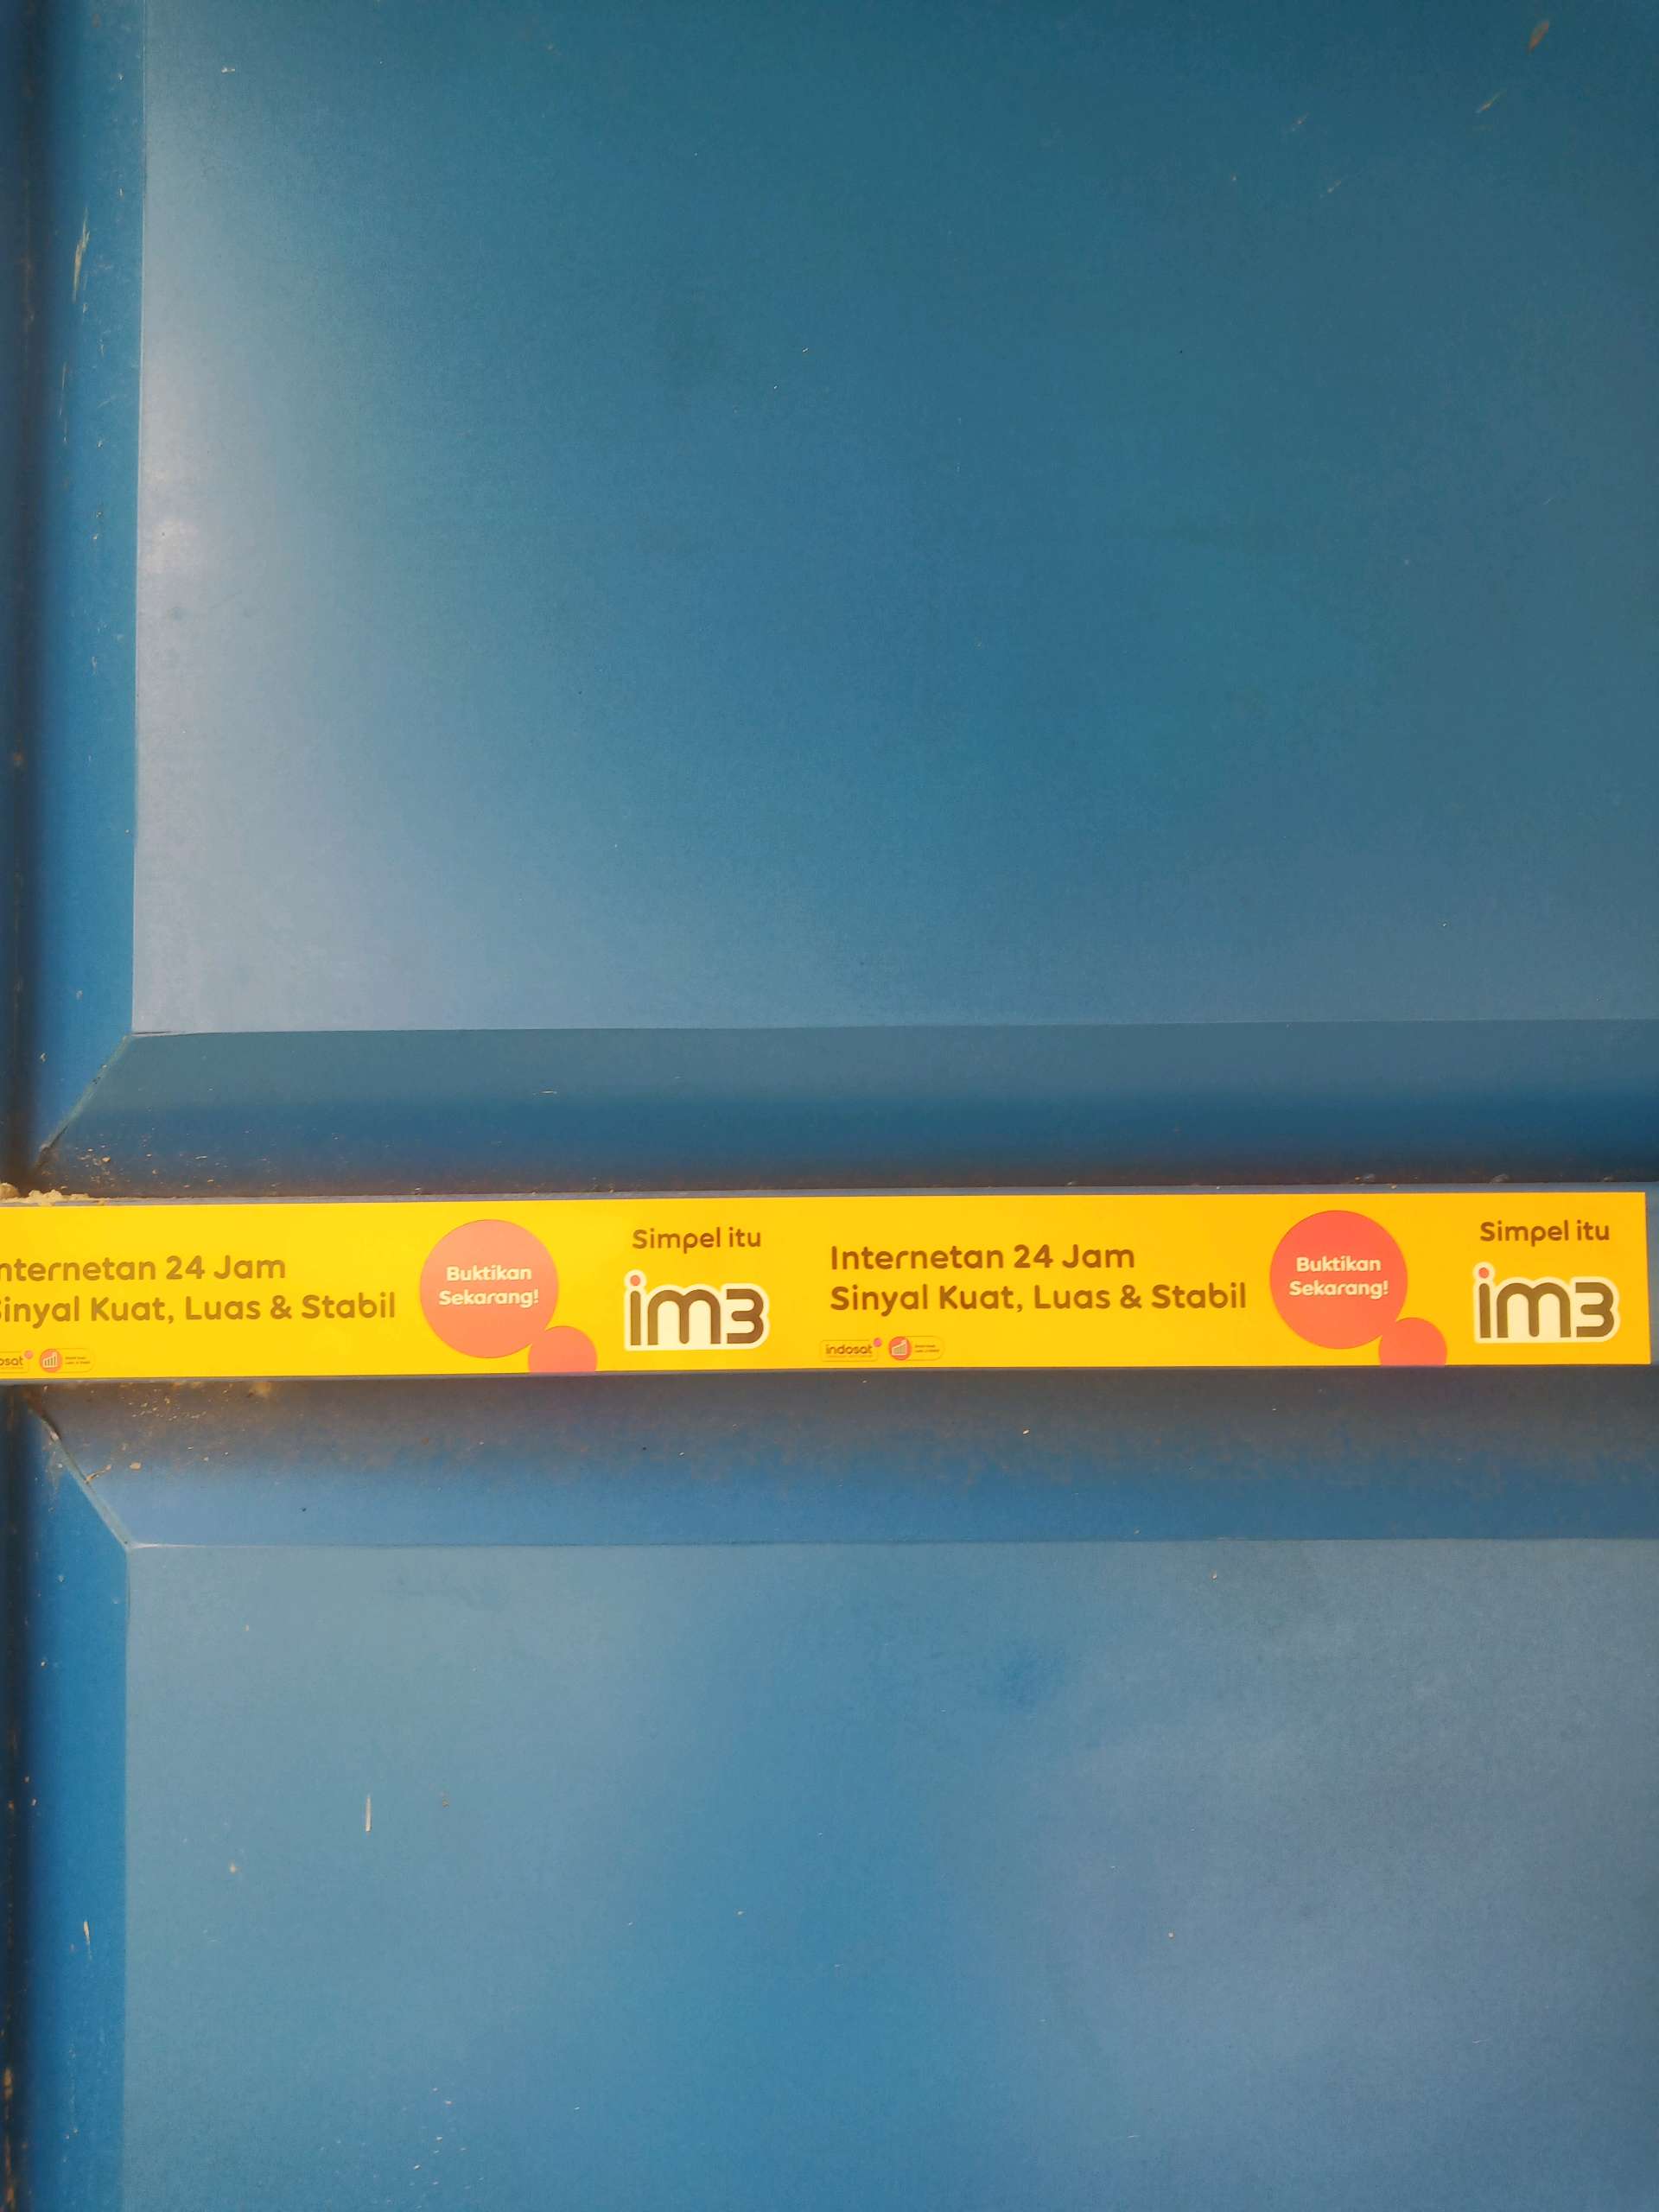 nternetan 24 Jam
inyal Kuat, Luas & Stabil
osat
Buktikan
Sekarang!
Simpel itu
im3
Internetan 24 Jam
Sinyal Kuat, Luas & Stabil
indosat
Buktikan
Sekarang!
Simpel itu
im3